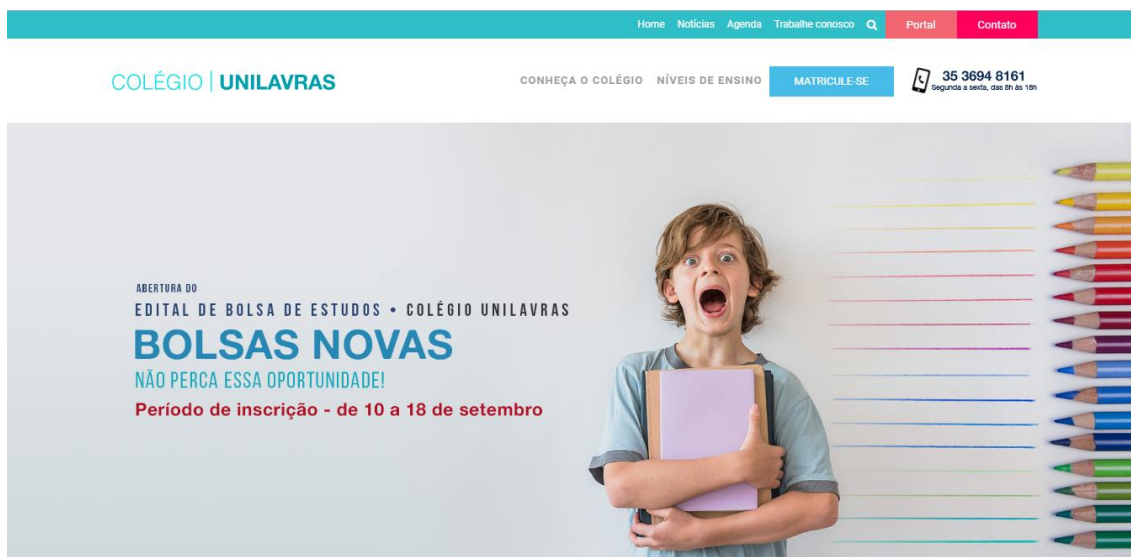 Home Notícias Agenda Trabalhe conosco Portal Contato
COLÉGIO | UNILAVRAS
CONHEÇA O COLÉGIO NÍVEIS DE ENSINO MATRICULE-SE
35 3694 8161
Segunda a sexta, das 8h às 18h
ABERTURA DO
EDITAL DE BOLSA DE ESTUDOS • COLÉGIO UNILAVRAS
BOLSAS NOVAS
NÃO PERCA ESSA OPORTUNIDADE!
Período de inscrição - de 10 a 18 de setembro